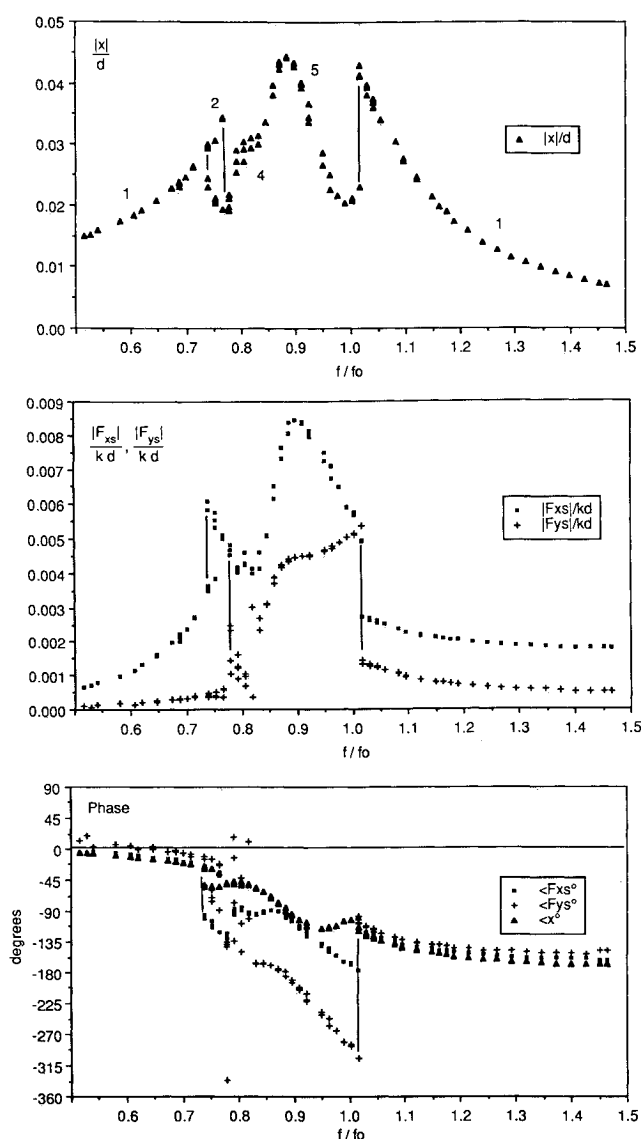 |x|
d
0.05
0.04
0.03
0.02
0.01
0.00
1
2
4
5
1
|x|/d
0.6 0.7 0.8 0.9 1.0 1.1 1.2 1.3 1.4 1.5
f / fo
|Fxs| , |Fys|
k d k d
0.009
0.008
0.007
0.006
0.005
0.004
0.003
0.002
0.001
0.000
|Fxs|/kd
|Fys|/kd
0.6 0.7 0.8 0.9 1.0 1.1 1.2 1.3 1.4 1.5
f / fo
Phase
degrees
90
45
0
-45
-90
-135
-180
-225
-270
-315
-360
<Fxs°
<Fys°
<x°
0.6 0.7 0.8 0.9 1.0 1.1 1.2 1.3 1.4 1.5
f / fo